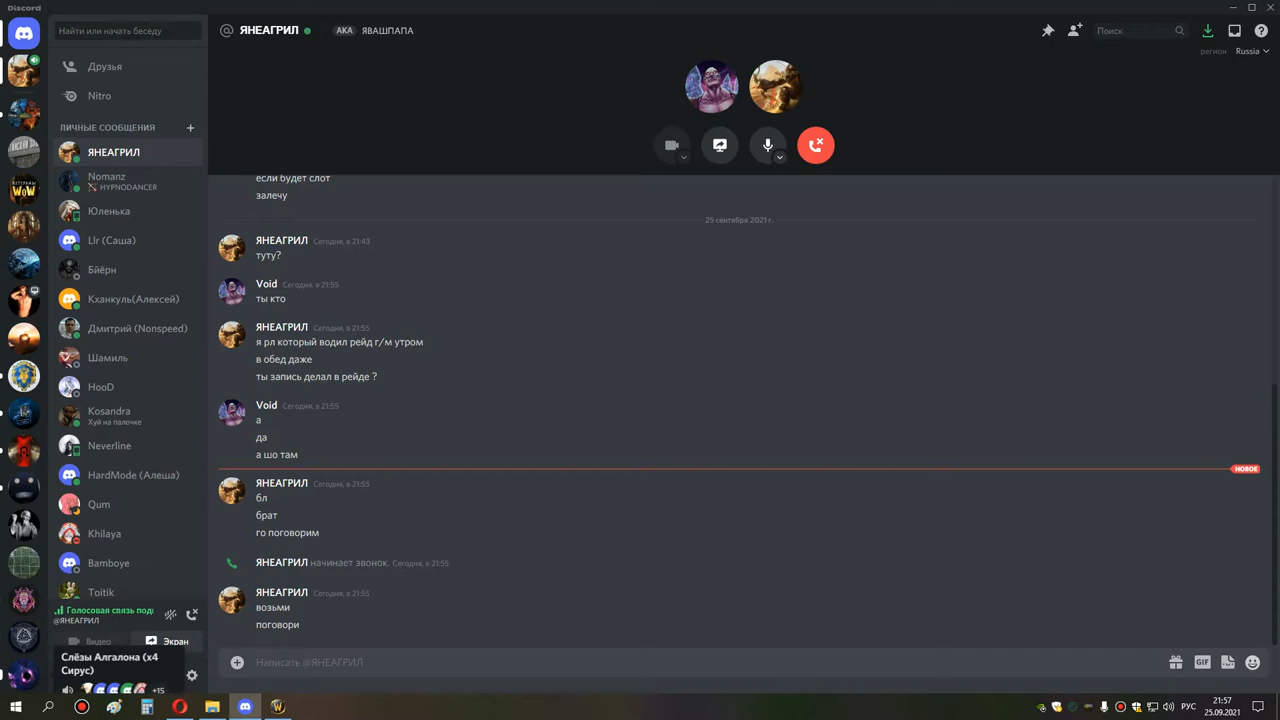 Discord
Найти или начать беседу
Друзья
Nitro
ЛИЧНЫЕ СООБЩЕНИЯ
ЯНЕАГРИЛ
Nomanz
HYPNODANCER
Юленька
Бйёрн
Кханкуль(Алексей)
Дмитрий (Nonspeed)
Шамиль
HooD
Kosandra
Хуй на палочке
Neverline
HardMode (Алеша)
Qum
Khilaya
Bamboye
Toitik
Голосовая связь под
@ЯНЕАГРИЛ
Видео
Экран
Слёзы Алгалона (x4
Сирус)
+15
ВЕТЕРАНЫ
WOW
ЯНЕАГРИЛ
AKA ЯВАШПАПА
Поиск
регион Russia
если будет слот
залечу
25 сентября 2021 г.
ЯНЕАГРИЛ Сегодня, в 21:43
туту?
Void Сегодня, в 21:55
ты кто
ЯНЕАГРИЛ Сегодня, в 21:55
я рл который водил рейд г/м утром
в обед даже
ты запись делал в рейде ?
Void Сегодня, в 21:55
а
да
а шо там
НОВОЕ
ЯНЕАГРИЛ Сегодня, в 21:55
бл
брат
го поговорим
ЯНЕАГРИЛ начинает звонок. Сегодня, в 21:55
ЯНЕАГРИЛ Сегодня, в 21:55
возьми
поговори
Написать @ЯНЕАГРИЛ
GIF
РУС
21:57
25.09.2021